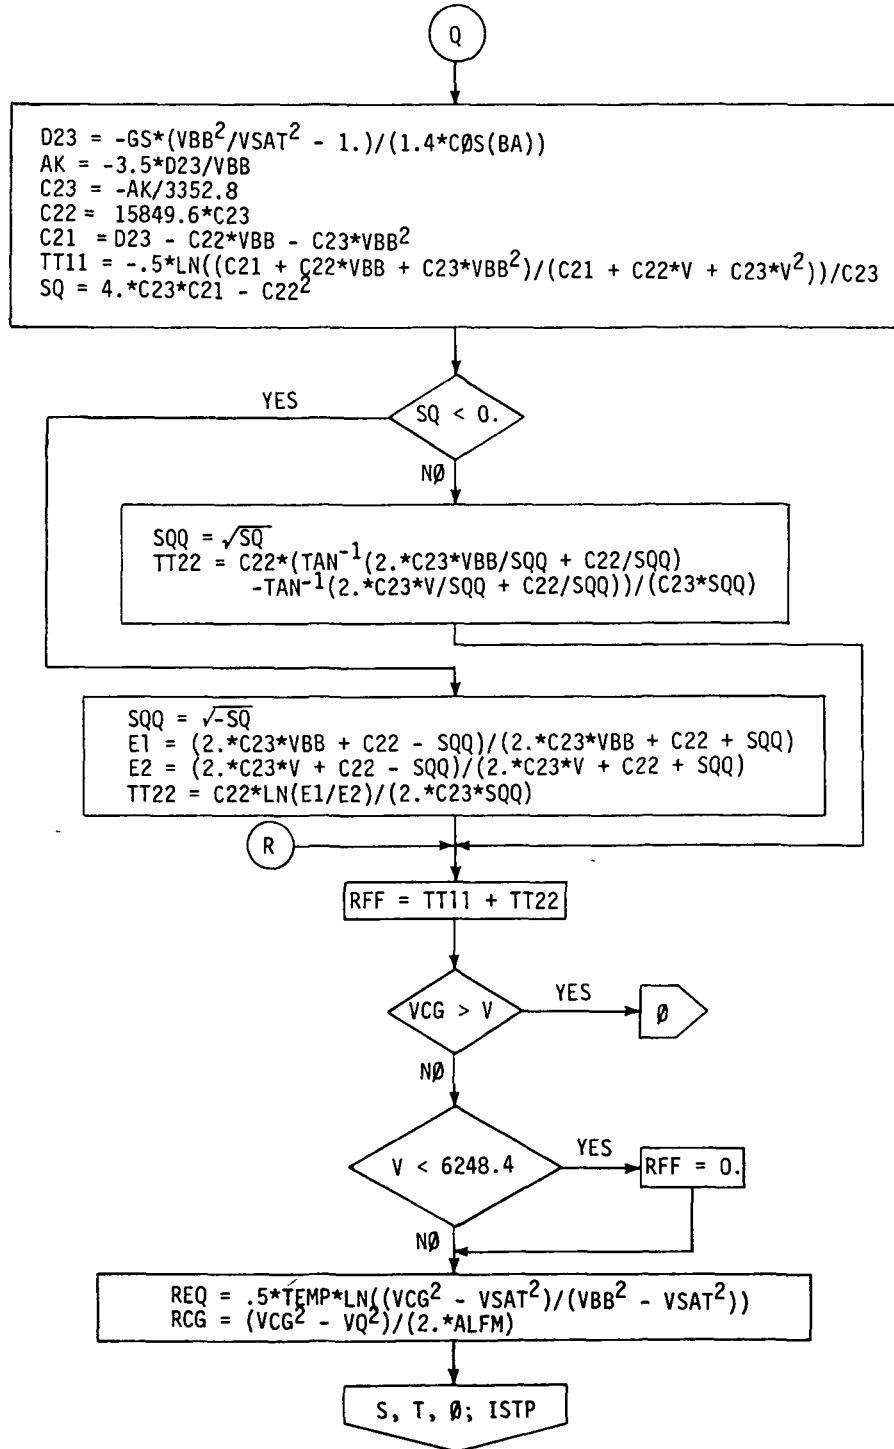 Q
D23 = -GS*(VBB²/VSAT² - 1.)/(1.4*CØS(BA))
AK = -3.5*D23/VBB
C23 = -AK/3352.8
C22 = 15849.6*C23
C21 = D23 - C22*VBB - C23*VBB²
TT11 = -.5*LN((C21 + C22*VBB + C23*VBB²)/(C21 + C22*V + C23*V²))/C23
SQ = 4.*C23*C21 - C22²
YES
SQ < 0.
NØ
SQQ = √SQ
TT22 = C22*(TAN⁻¹(2.*C23*VBB/SQQ + C22/SQQ)
-TAN⁻¹(2.*C23*V/SQQ + C22/SQQ))/(C23*SQQ)
SQQ = √-SQ
E1 = (2.*C23*VBB + C22 - SQQ)/(2.*C23*VBB + C22 + SQQ)
E2 = (2.*C23*V + C22 - SQQ)/(2.*C23*V + C22 + SQQ)
TT22 = C22*LN(E1/E2)/(2.*C23*SQQ)
R
RFF = TT11 + TT22
VCG > V
YES
Ø
NØ
V < 6248.4
YES
RFF = 0.
NØ
REQ = .5*TEMP*LN((VCG² - VSAT²)/(VBB² - VSAT²))
RCG = (VCG² - VQ²)/(2.*ALFM)
S, T, Ø; ISTP